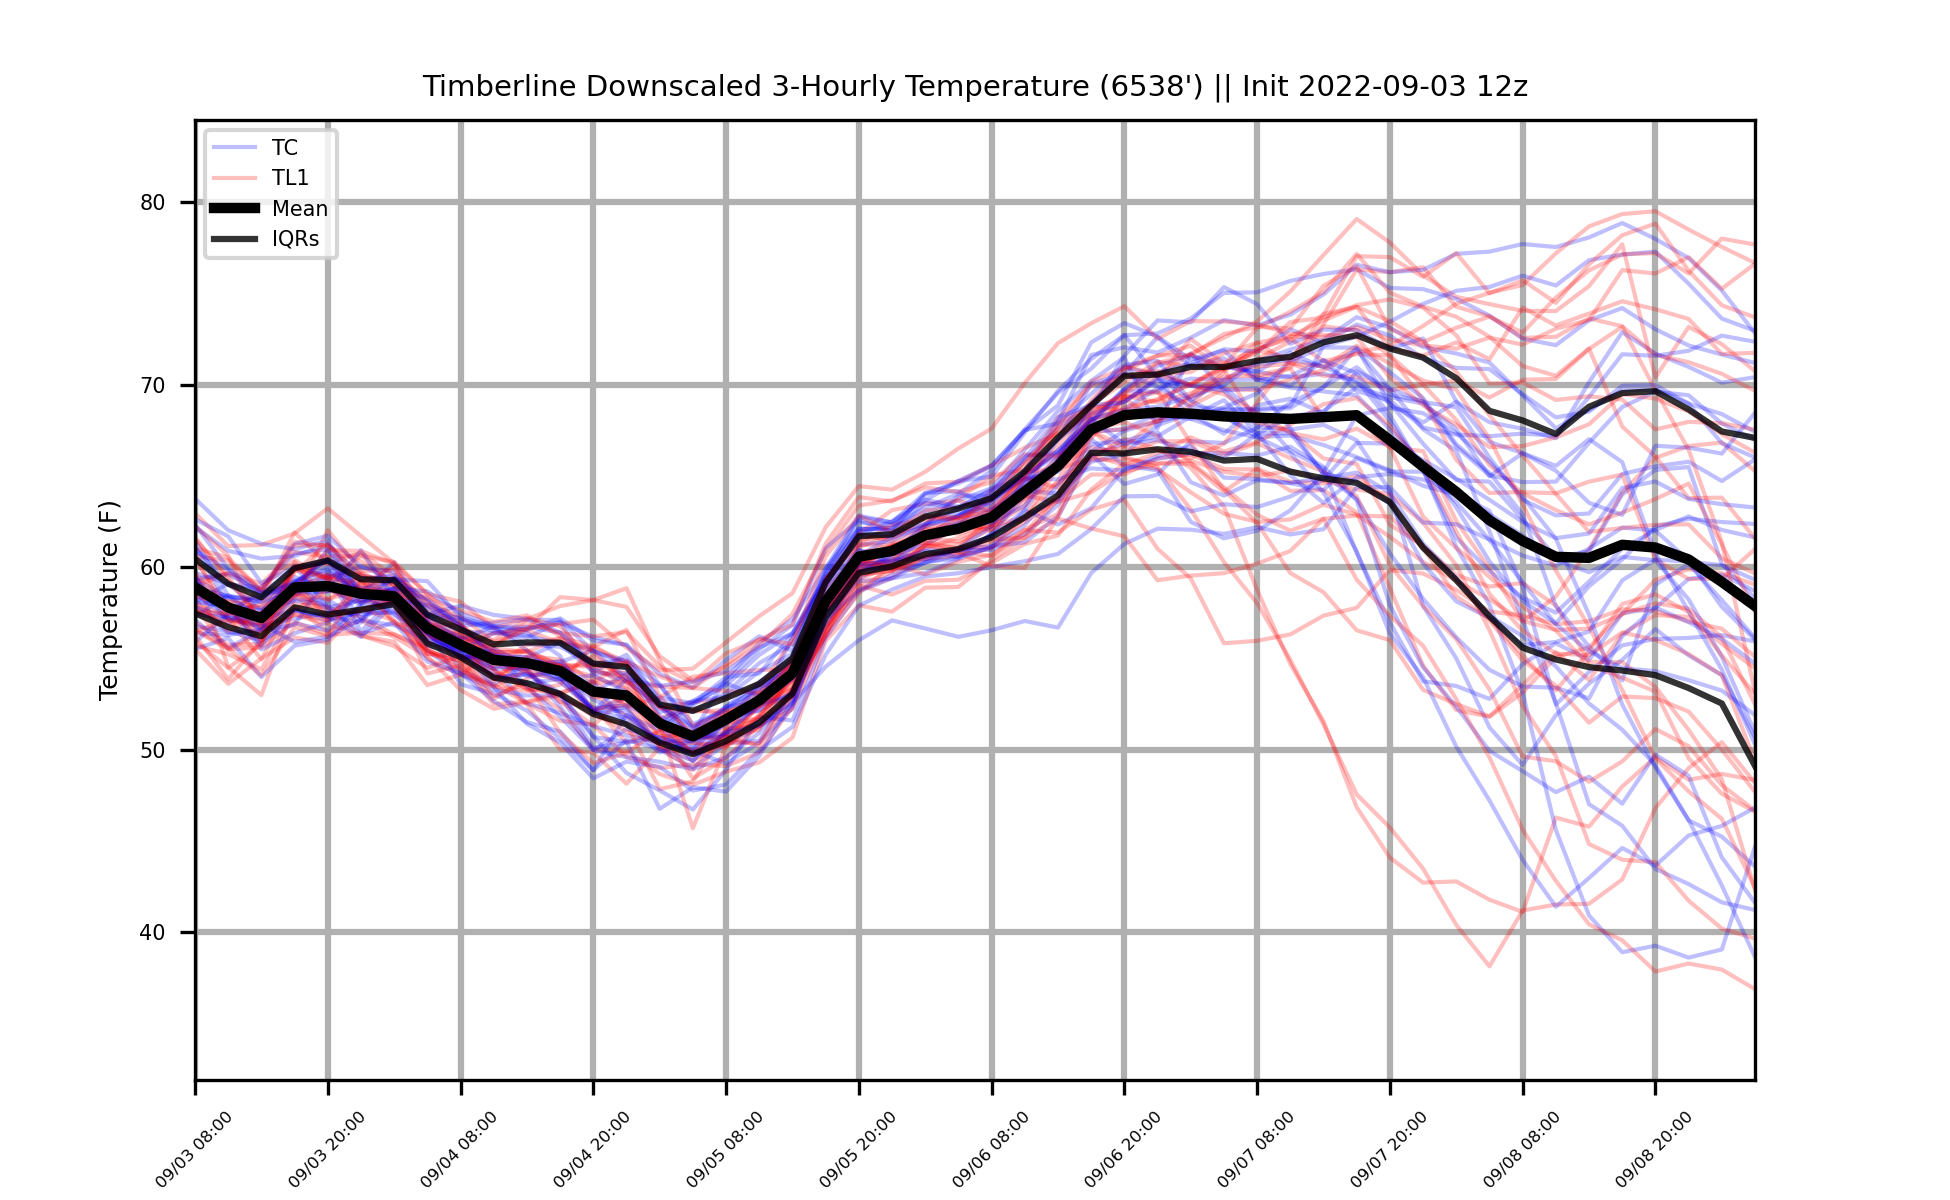 Timberline Downscaled 3-Hourly Temperature (6538') || Init 2022-09-03 12z
TC
TL1
Mean
IQRs
Temperature (F)
80
70
60
50
40
09/03 08:00
09/03 20:00
09/04 08:00
09/04 20:00
09/05 08:00
09/05 20:00
09/06 08:00
09/06 20:00
09/07 08:00
09/07 20:00
09/08 08:00
09/08 20:00